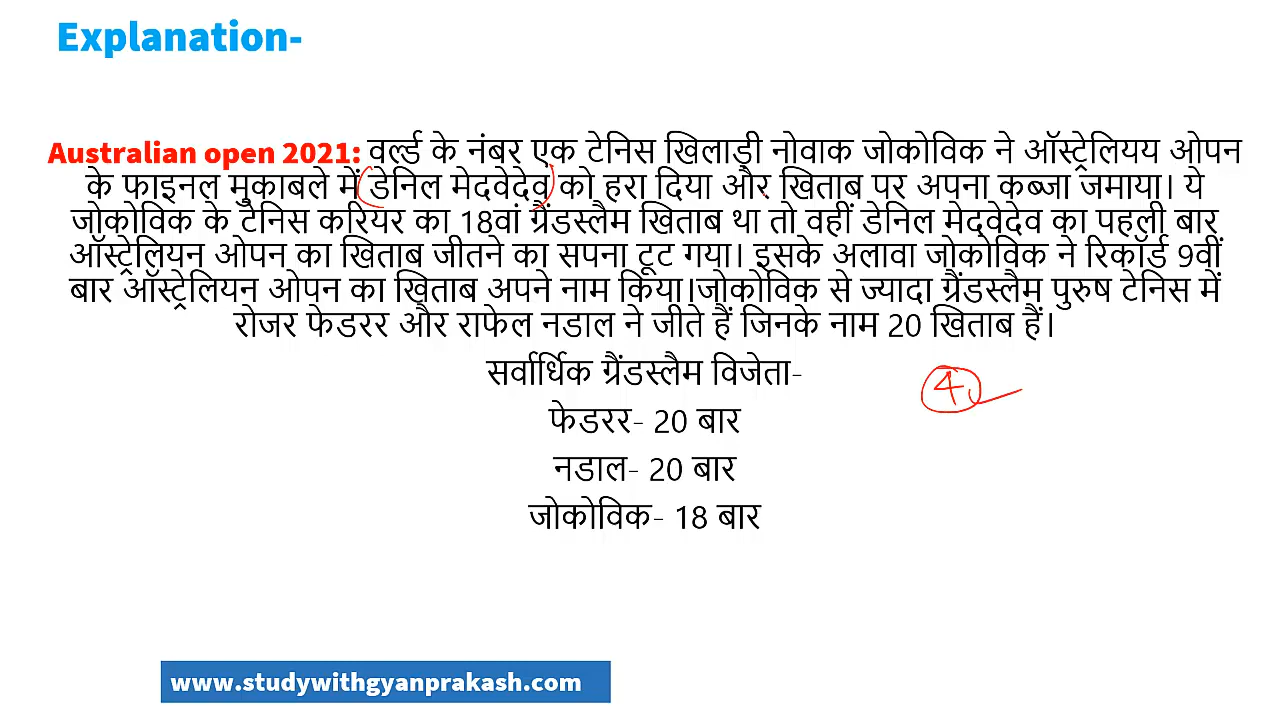 Explanation-
Australian open 2021: वर्ल्ड के नंबर एक टेनिस खिलाड़ी नोवाक जोकोविक ने ऑस्ट्रेलियय ओपन
के फाइनल मुकाबले में डेनिल मेदवेदेव को हरा दिया और खिताब पर अपना कब्जा जमाया। ये
जोकोविक के टेनिस करियर का 18वां ग्रैंडस्लैम खिताब था तो वहीं डेनिल मेदवेदेव का पहली बार
ऑस्ट्रेलियन ओपन का खिताब जीतने का सपना टूट गया। इसके अलावा जोकोविक ने रिकॉर्ड 9वीं
बार ऑस्ट्रेलियन ओपन का खिताब अपने नाम किया।जोकोविक से ज्यादा ग्रैंडस्लैम पुरुष टेनिस में
रोजर फेडरर और राफेल नडाल ने जीते हैं जिनके नाम 20 खिताब हैं।
सर्वार्धिक ग्रैंडस्लैम विजेता-
4
फेडरर- 20 बार
नडाल- 20 बार
जोकोविक- 18 बार
www.studywithgyanprakash.com